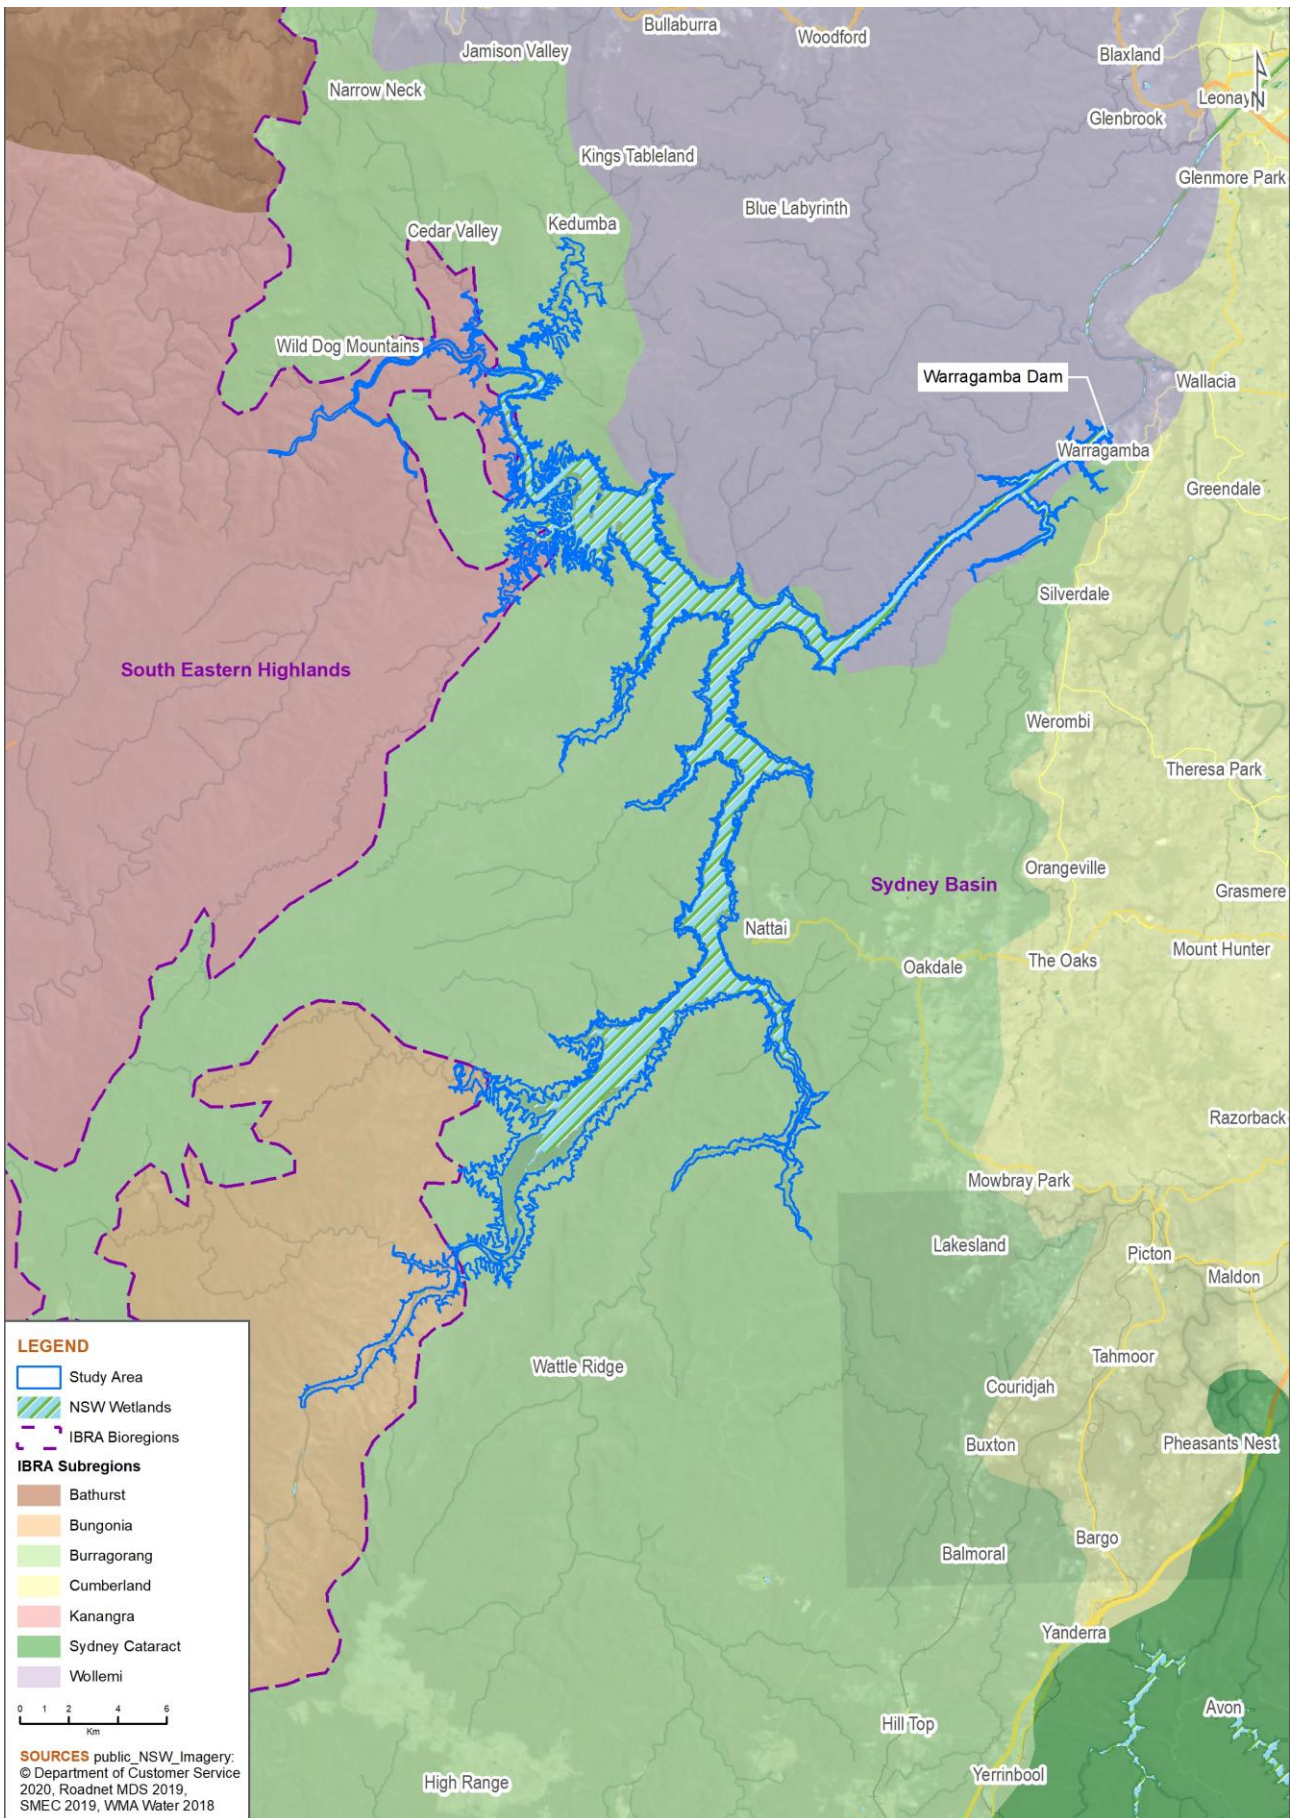 Bullaburra
Woodford
Jamison Valley
Blaxland
Narrow Neck
Leonay
N
Glenbrook
Kings Tableland
Glenmore Park
Blue Labyrinth
Kedumba
Cedar Valley
Wild Dog Mountains
Warragamba Dam
Wallacia
Warragamba
Greendale
Silverdale
South Eastern Highlands
Werombi
Theresa Park
Orangeville
Sydney Basin
Grasmere
Nattai
Mount Hunter
The Oaks
Oakdale
Razorback
Mowbray Park
Lakesland
Picton
Maldon
Tahmoor
Wattle Ridge
Couridjah
Buxton
Pheasants Nest
Bargo
Balmoral
Yanderra
Avon
Hill Top
Yerrinbool
High Range
LEGEND
Study Area
NSW Wetlands
IBRA Bioregions
IBRA Subregions
Bathurst
Bungonia
Burragorang
Cumberland
Kanangra
Sydney Cataract
Wollemi
0 1 2 4 6
Km
SOURCES public_NSW_Imagery:
© Department of Customer Service
2020, Roadnet MDS 2019,
SMEC 2019, WMA Water 2018